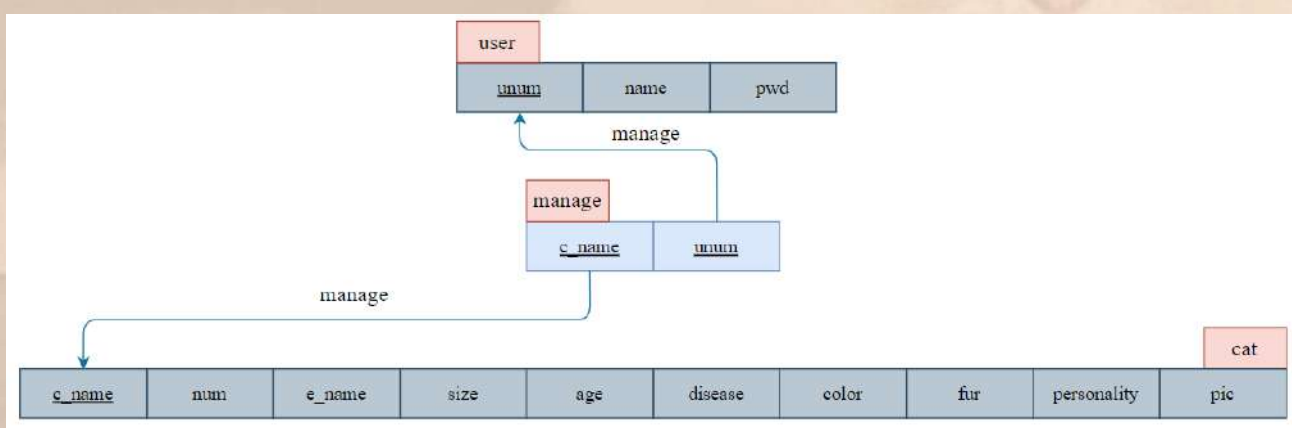 user
unum name pwd
manage
manage
c_name unum
manage
cat
c_name num e_name size age disease color fur personality pic